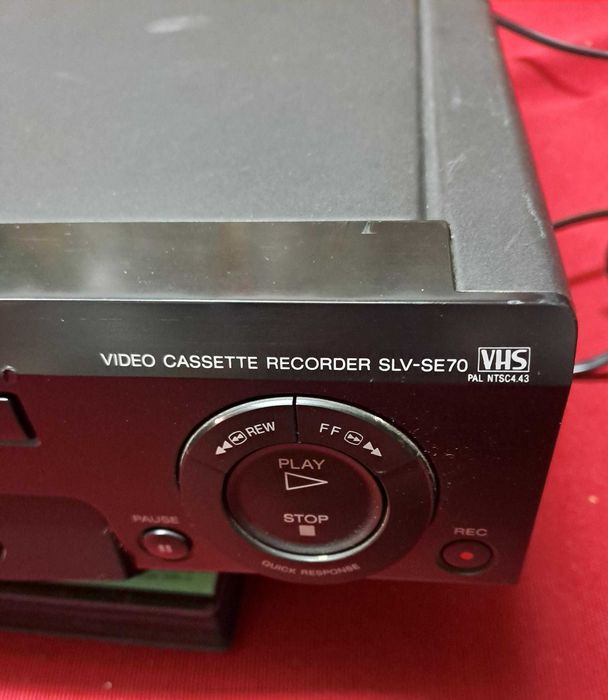 VIDEO CASSETTE RECORDER SLV-SE70 VHS
PAL NTSC4.43
REW FF
PLAY
STOP
PAUSE
REC
QUICK RESPONSE